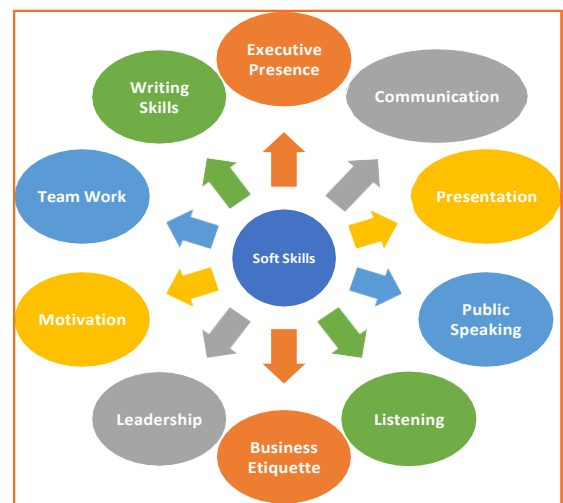 Executive
Presence
Communication
Presentation
Public
Speaking
Listening
Business
Etiquette
Leadership
Motivation
Team Work
Writing
Skills
Soft Skills